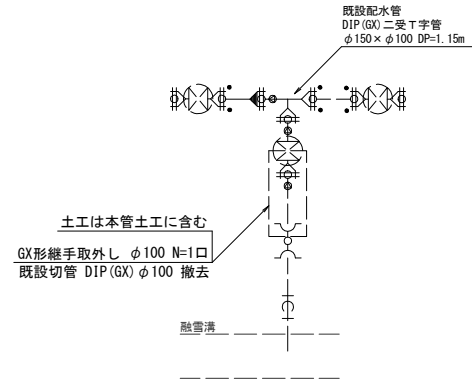 既設配水管
DIP(GX)二受T字管
φ150×φ100 DP=1.15m
土工は本管土工に含む
GX形継手取外し φ100 N=1口
既設切管 DIP(GX)φ100 撤去
融雪溝